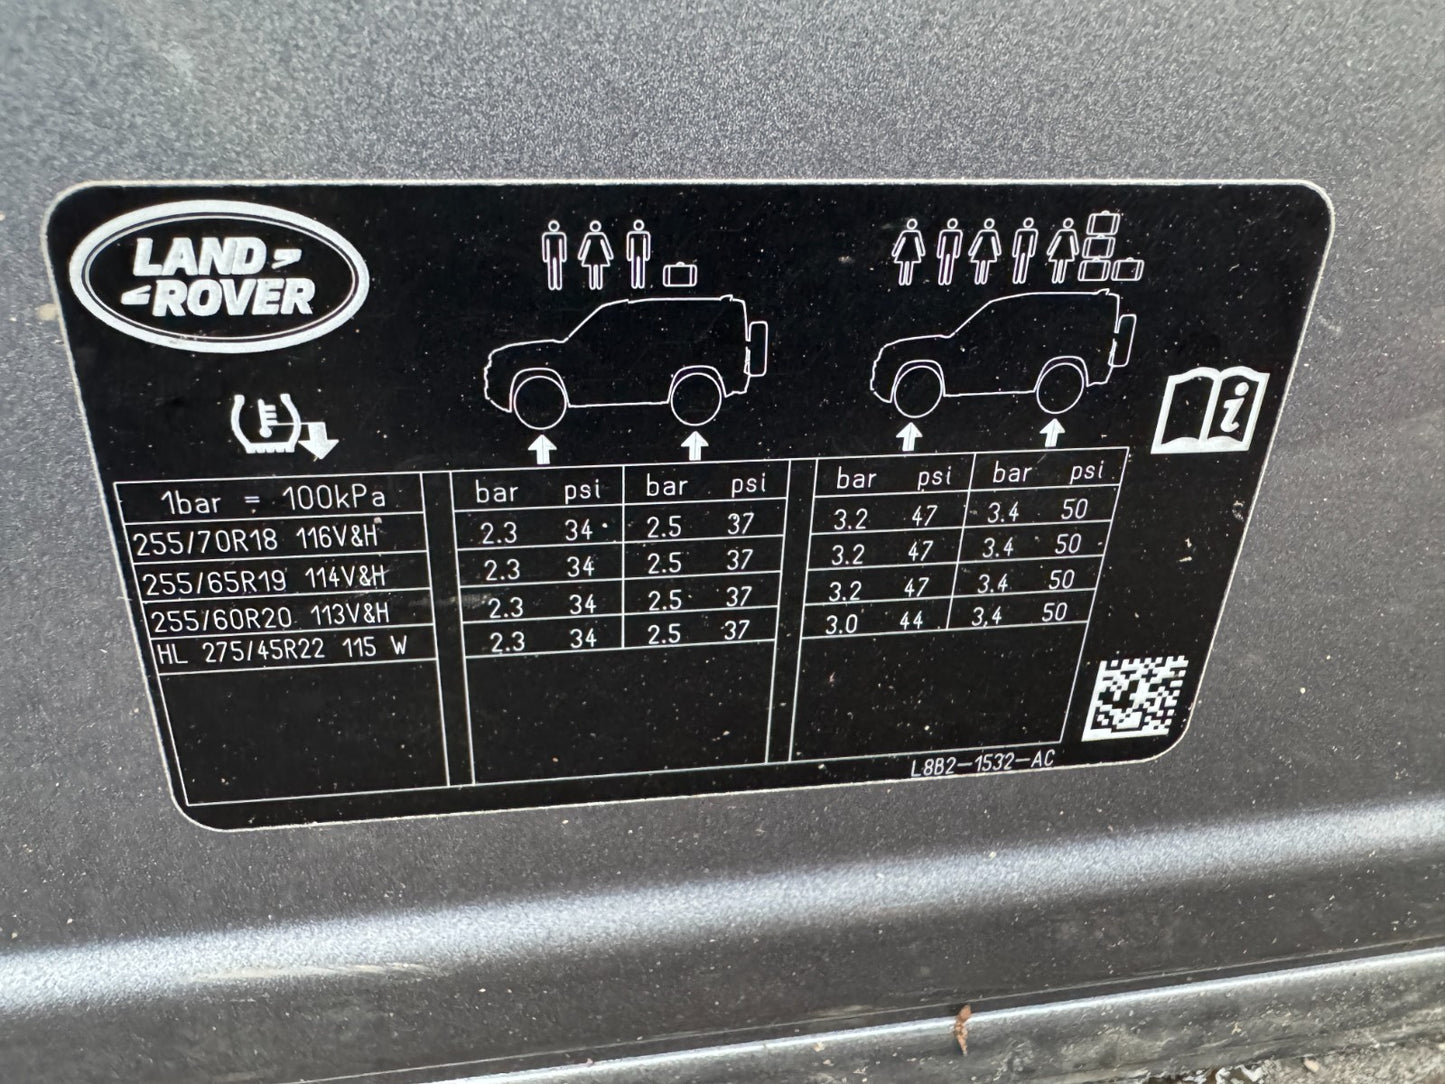 LAND
ROVER
1bar = 100kPa bar psi bar psi bar psi bar psi
255/70R18 116V&H 2.3 34 2.5 37 3.2 47 3.4 50
255/65R19 114V&H 2.3 34 2.5 37 3.2 47 3.4 50
255/60R20 113V&H 2.3 34 2.5 37 3.2 47 3.4 50
HL 275/45R22 115 W 2.3 34 2.5 37 3.0 44 3,4 50
L8B2-1532-AC